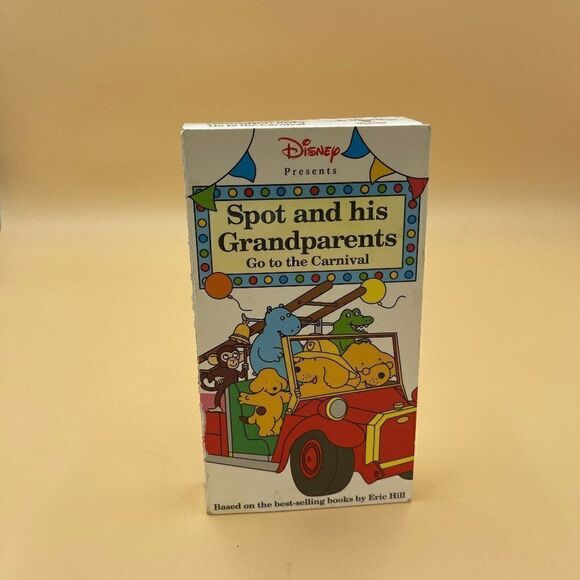 Disney
Presents
Spot and his
Grandparents
Go to the Carnival
Based on the best-selling books by Eric Hill